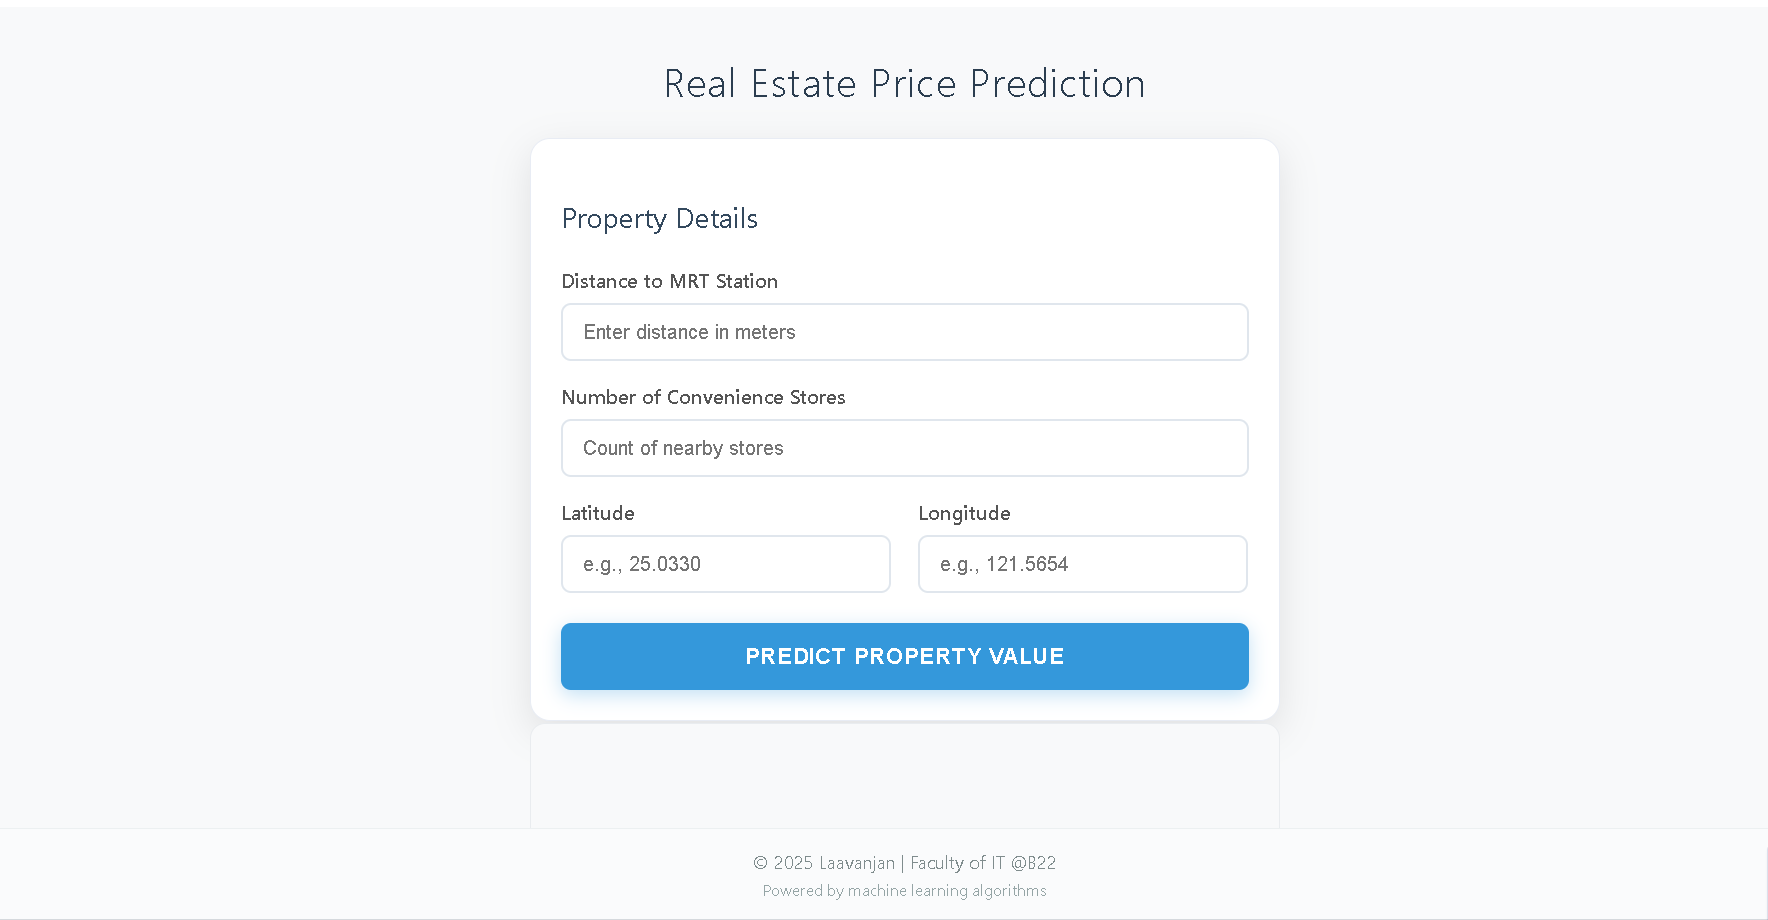 Real Estate Price Prediction
Property Details
Distance to MRT Station
Enter distance in meters
Number of Convenience Stores
Count of nearby stores
Latitude
Longitude
e.g., 25.0330
e.g., 121.5654
PREDICT PROPERTY VALUE
© 2025 Laavanjan | Faculty of IT @B22
Powered by machine learning algorithms